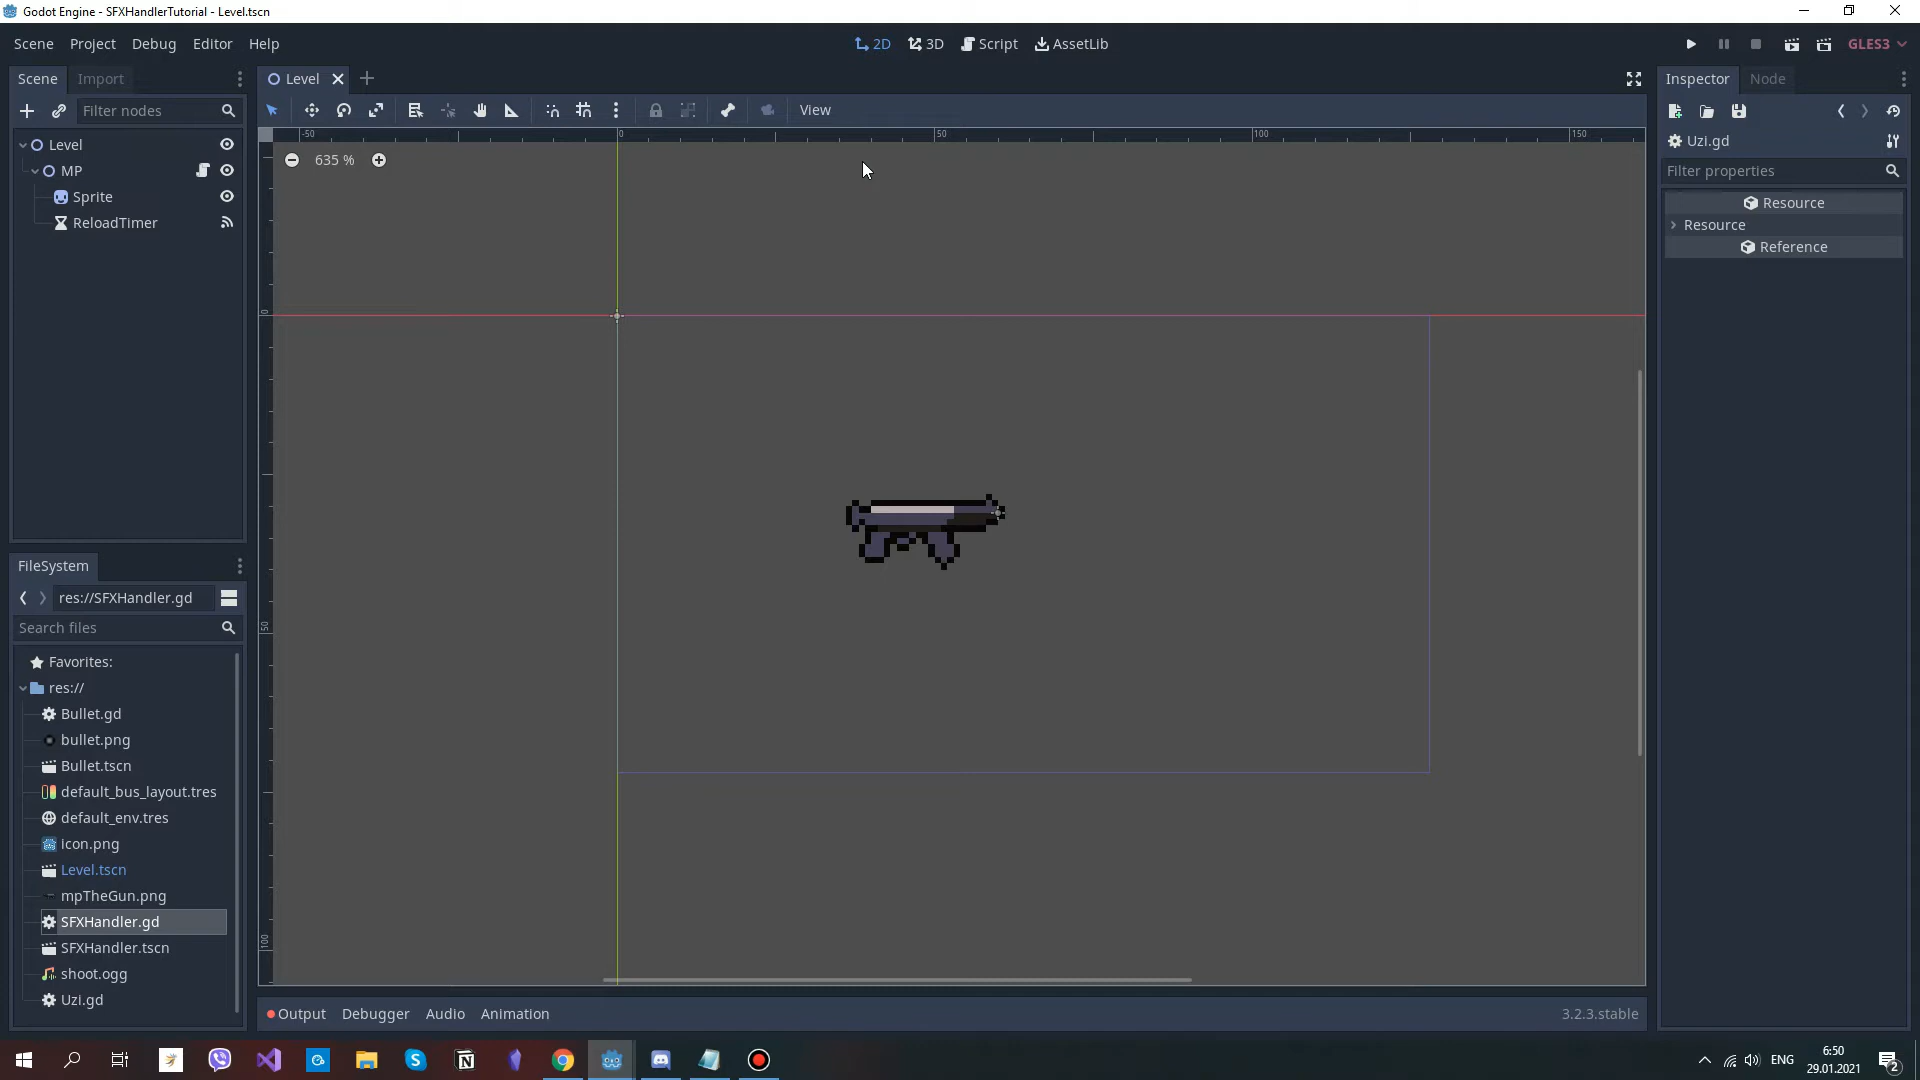 Godot Engine - SFXHandlerTutorial - Level.tscn
Scene Project Debug Editor Help
2D 3D Script AssetLib
GLES3
Scene Import
Level
Inspector Node
Filter nodes
View
Level
MP
Sprite
ReloadTimer
-50 0 50 100 150
635 %
0
50
100
Uzi.gd
Filter properties
Resource
Resource
Reference
FileSystem
res://SFXHandler.gd
Search files
Favorites:
res://
Bullet.gd
bullet.png
Bullet.tscn
default_bus_layout.tres
default_env.tres
icon.png
Level.tscn
mpTheGun.png
SFXHandler.gd
SFXHandler.tscn
shoot.ogg
Uzi.gd
Output Debugger Audio Animation
3.2.3.stable
ENG
6:50
29.01.2021
2